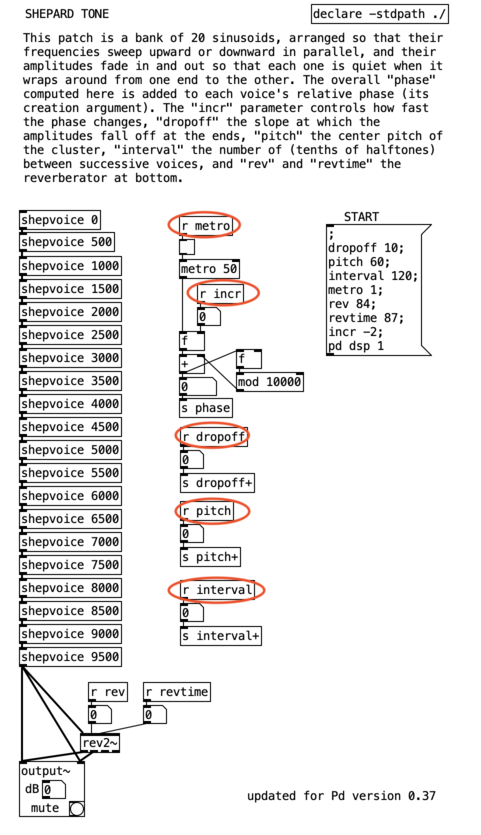 SHEPARD TONE
declare -stdpath ./
This patch is a bank of 20 sinusoids, arranged so that their
frequencies sweep upward or downward in parallel, and their
amplitudes fade in and out so that each one is quiet when it
wraps around from one end to the other. The overall "phase"
computed here is added to each voice's relative phase (its
creation argument). The "incr" parameter controls how fast
the phase changes, "dropoff" the slope at which the
amplitudes fall off at the ends, "pitch" the center pitch of
the cluster, "interval" the number of (tenths of halftones)
between successive voices, and "rev" and "revtime" the
reverberator at bottom.
shepvoice 0
shepvoice 500
shepvoice 1000
shepvoice 1500
shepvoice 2000
shepvoice 2500
shepvoice 3000
shepvoice 3500
shepvoice 4000
shepvoice 4500
shepvoice 5000
shepvoice 5500
shepvoice 6000
shepvoice 6500
shepvoice 7000
shepvoice 7500
shepvoice 8000
shepvoice 8500
shepvoice 9000
shepvoice 9500
r metro
metro 50
r incr
0
f
+
f
0
mod 10000
s phase
r dropoff
0
s dropoff+
r pitch
0
s pitch+
r interval
0
s interval+
START
;
dropoff 10;
pitch 60;
interval 120;
metro 1;
rev 84;
revtime 87;
incr -2;
pd dsp 1
r rev
r revtime
0
0
rev2~
output~
dB 0
mute
updated for Pd version 0.37